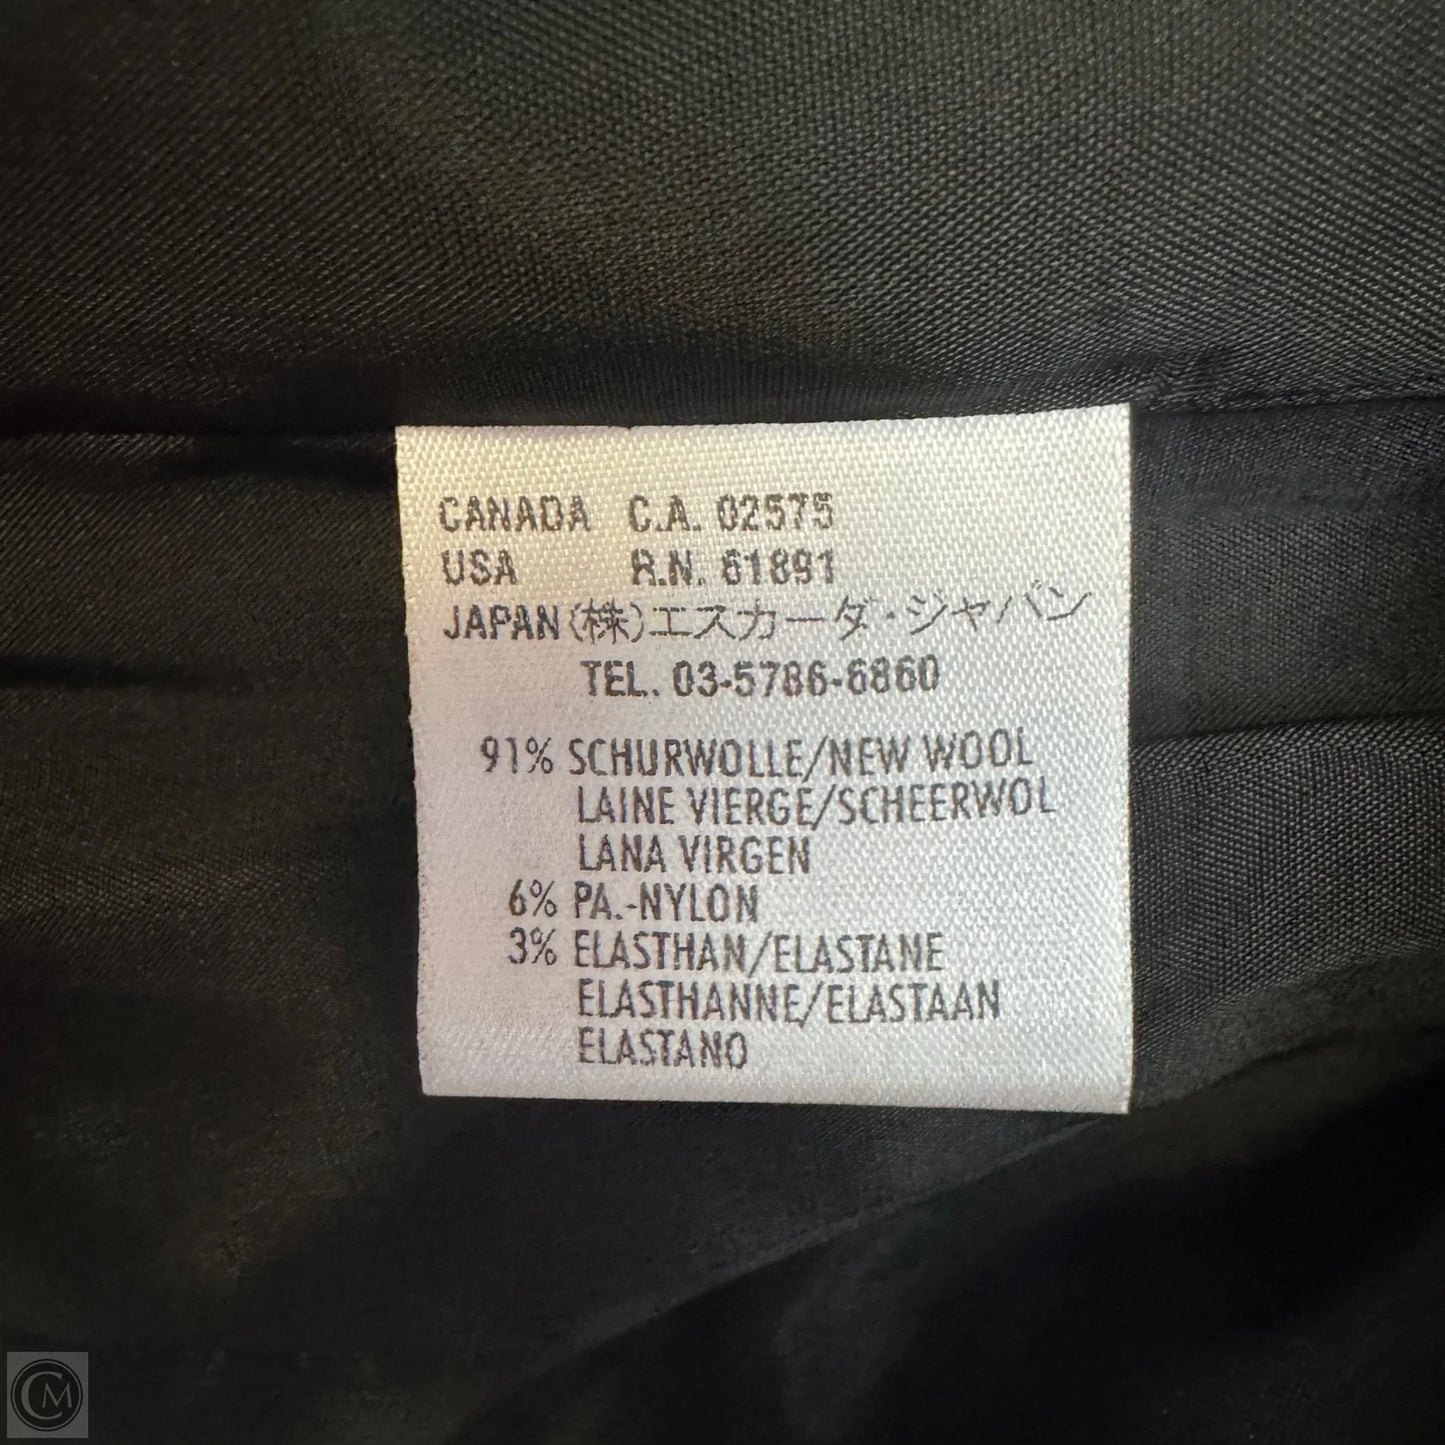 CANADA C.A. 02575
USA R.N. 61891
JAPAN (株)エスカーダ・ジャパン
TEL. 03-5786-6860
91% SCHURWOLLE/NEW WOOL
LAINE VIERGE/SCHEERWOL
LANA VIRGEN
6% PA.-NYLON
3% ELASTHAN/ELASTANE
ELASTHANNE/ELASTAAN
ELASTANO
CM